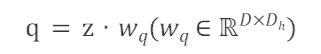 q = z · w_q(w_q ∈ ℝ^{D×D_h})